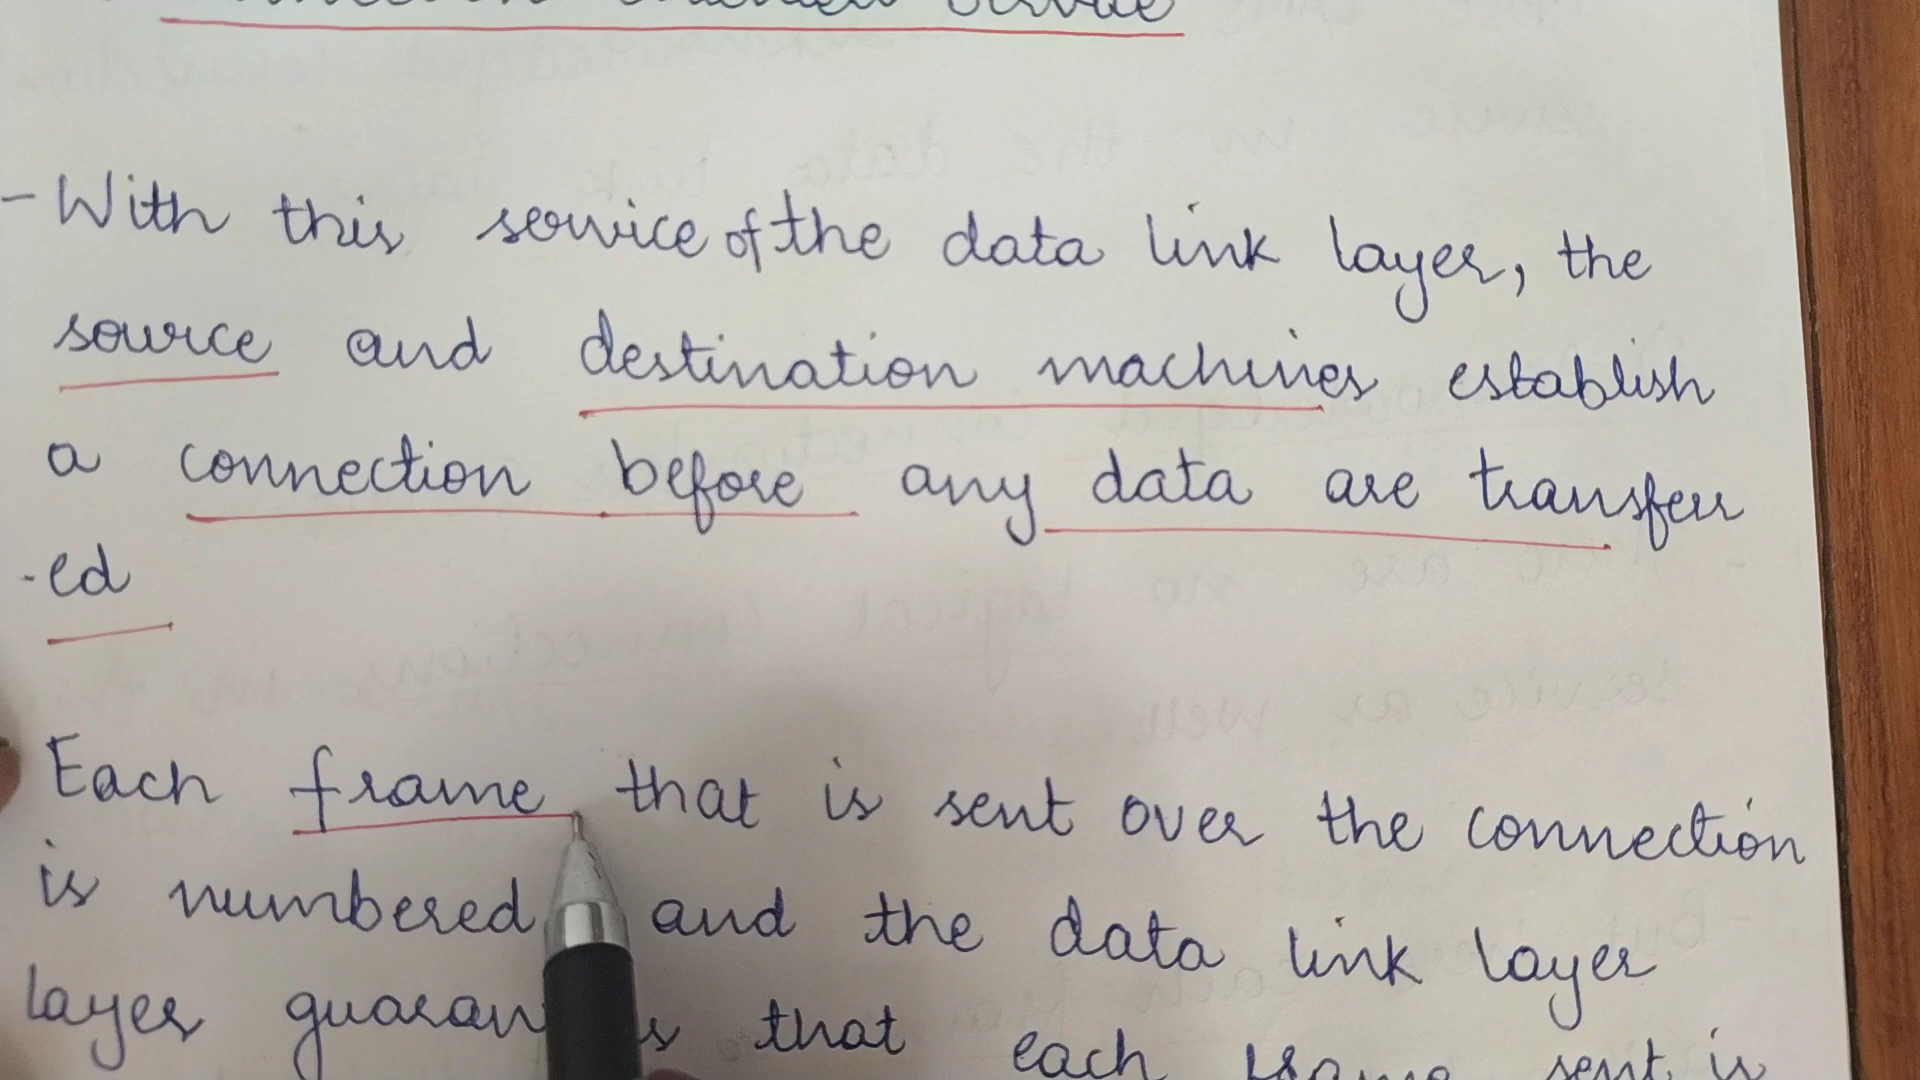 Service
- With this service of the data link layer, the
source and destination machines establish
a connection before any data are transferr
-ed
Each frame that is sent over the connection
is numbered and the data link layer
layer that each frame sent is